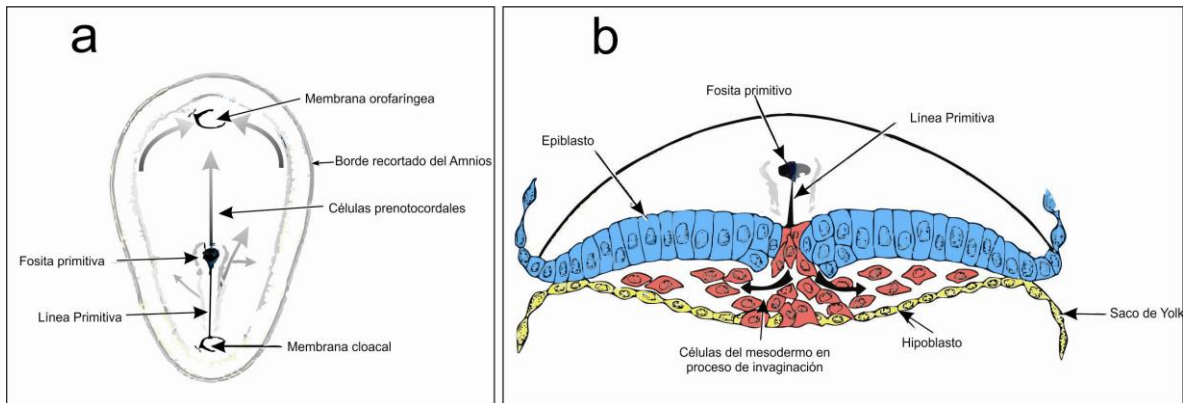 a
Membrana orofaríngea
Borde recortado del Amnios
Células prenotocordales
Fosita primitiva
Línea Primitiva
Membrana cloacal
b
Fosita primitivo
Línea Primitiva
Epiblasto
Saco de Yolk
Hipoblasto
Células del mesodermo en
proceso de invaginación